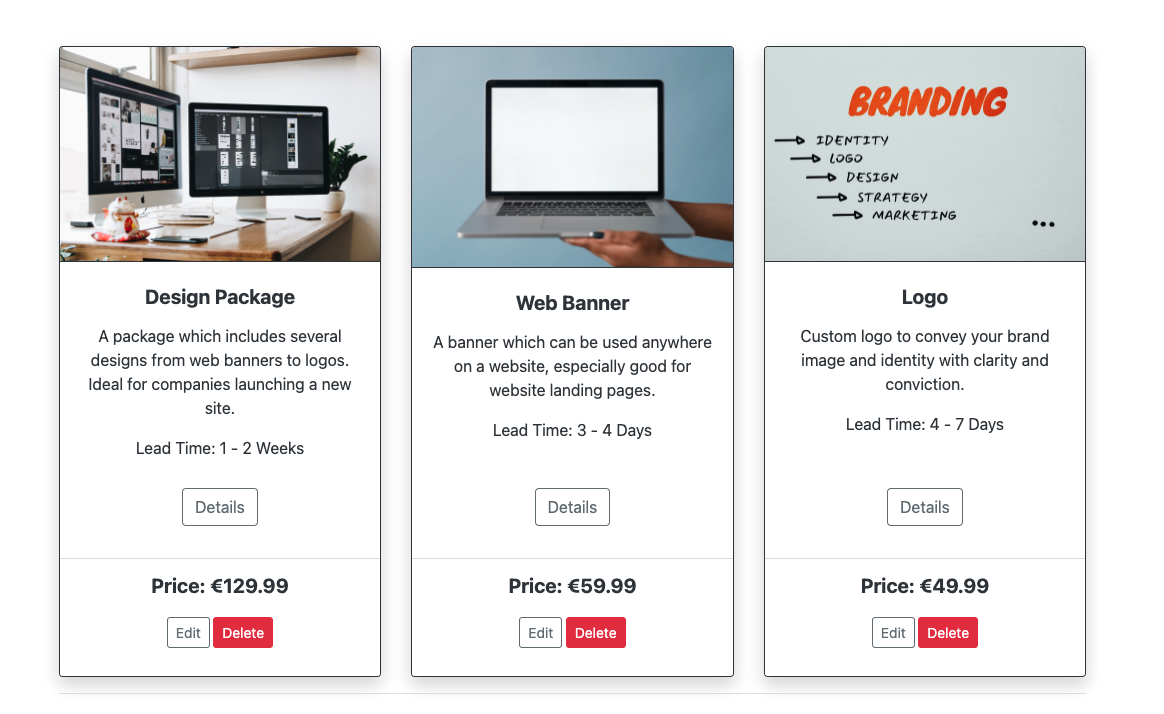 Design Package
A package which includes several
designs from web banners to logos.
Ideal for companies launching a new
site.
Lead Time: 1 - 2 Weeks
Details
Price: €129.99
Edit Delete
Web Banner
A banner which can be used anywhere
on a website, especially good for
website landing pages.
Lead Time: 3 - 4 Days
Details
Price: €59.99
Edit Delete
BRANDING
IDENTITY
LOGO
DESIGN
STRATEGY
MARKETING
...
Logo
Custom logo to convey your brand
image and identity with clarity and
conviction.
Lead Time: 4 - 7 Days
Details
Price: €49.99
Edit Delete